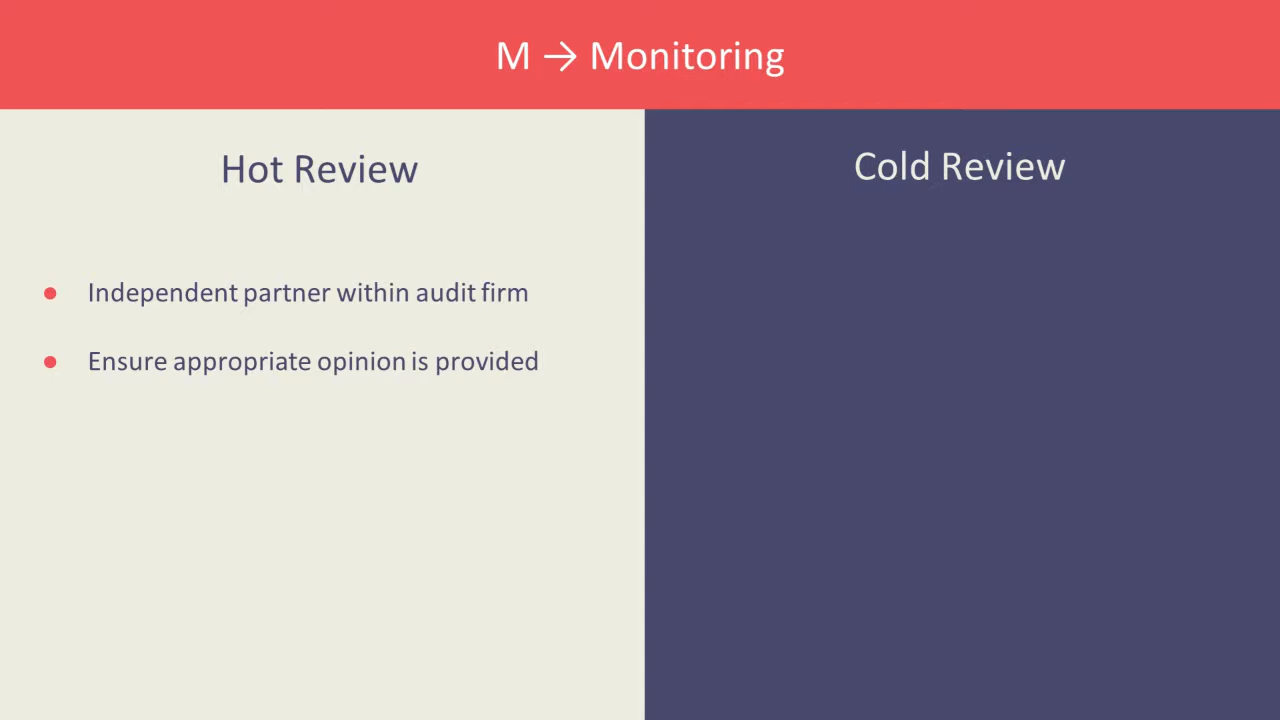 M → Monitoring
Hot Review
● Independent partner within audit firm
● Ensure appropriate opinion is provided
Cold Review